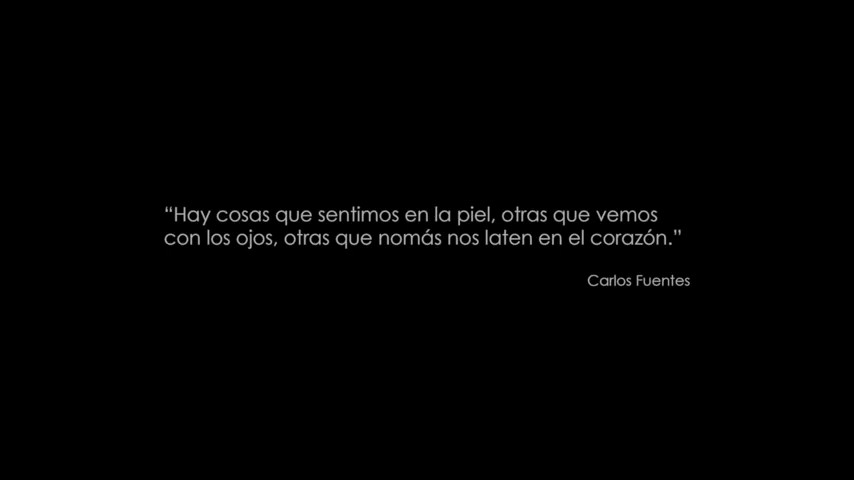 “Hay cosas que sentimos en la piel, otras que vemos
con los ojos, otras que nomás nos laten en el corazón.”
Carlos Fuentes